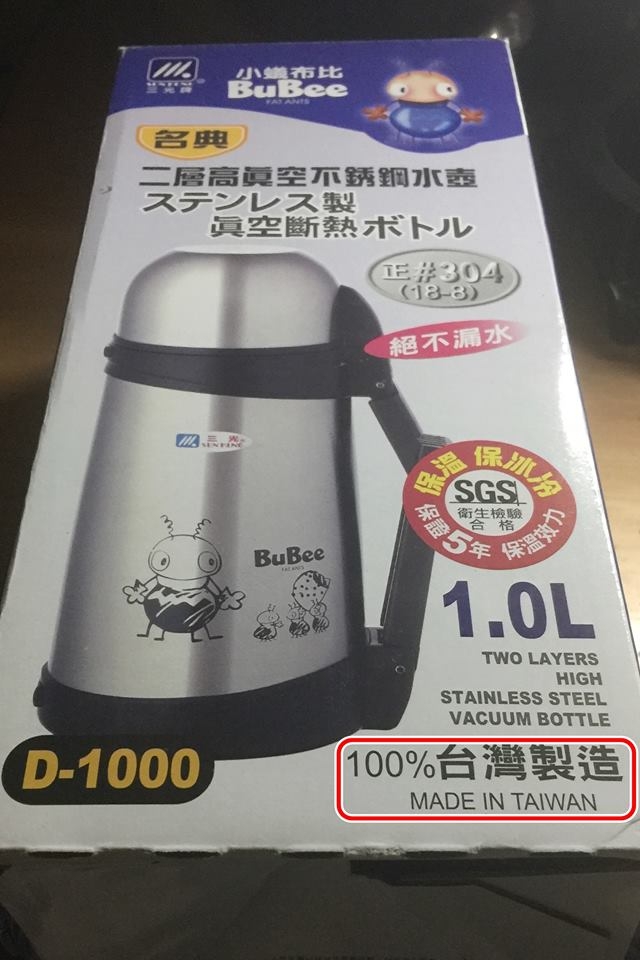 SUN KUNG
三光牌
小蟻布比
BuBee
FAT ANTS
名典
二層高眞空不銹鋼水壺
ステンレス製
眞空斷熱ボトル
正#304
(18-8)
絕不漏水
三光
BuBee
FAT ANTS
保溫 保冰冷
SGS
衛生檢驗
合格
保證5年 保溫效力
1.0L
TWO LAYERS
HIGH
STAINLESS STEEL
VACUUM BOTTLE
D-1000
100%台灣製造
MADE IN TAIWAN